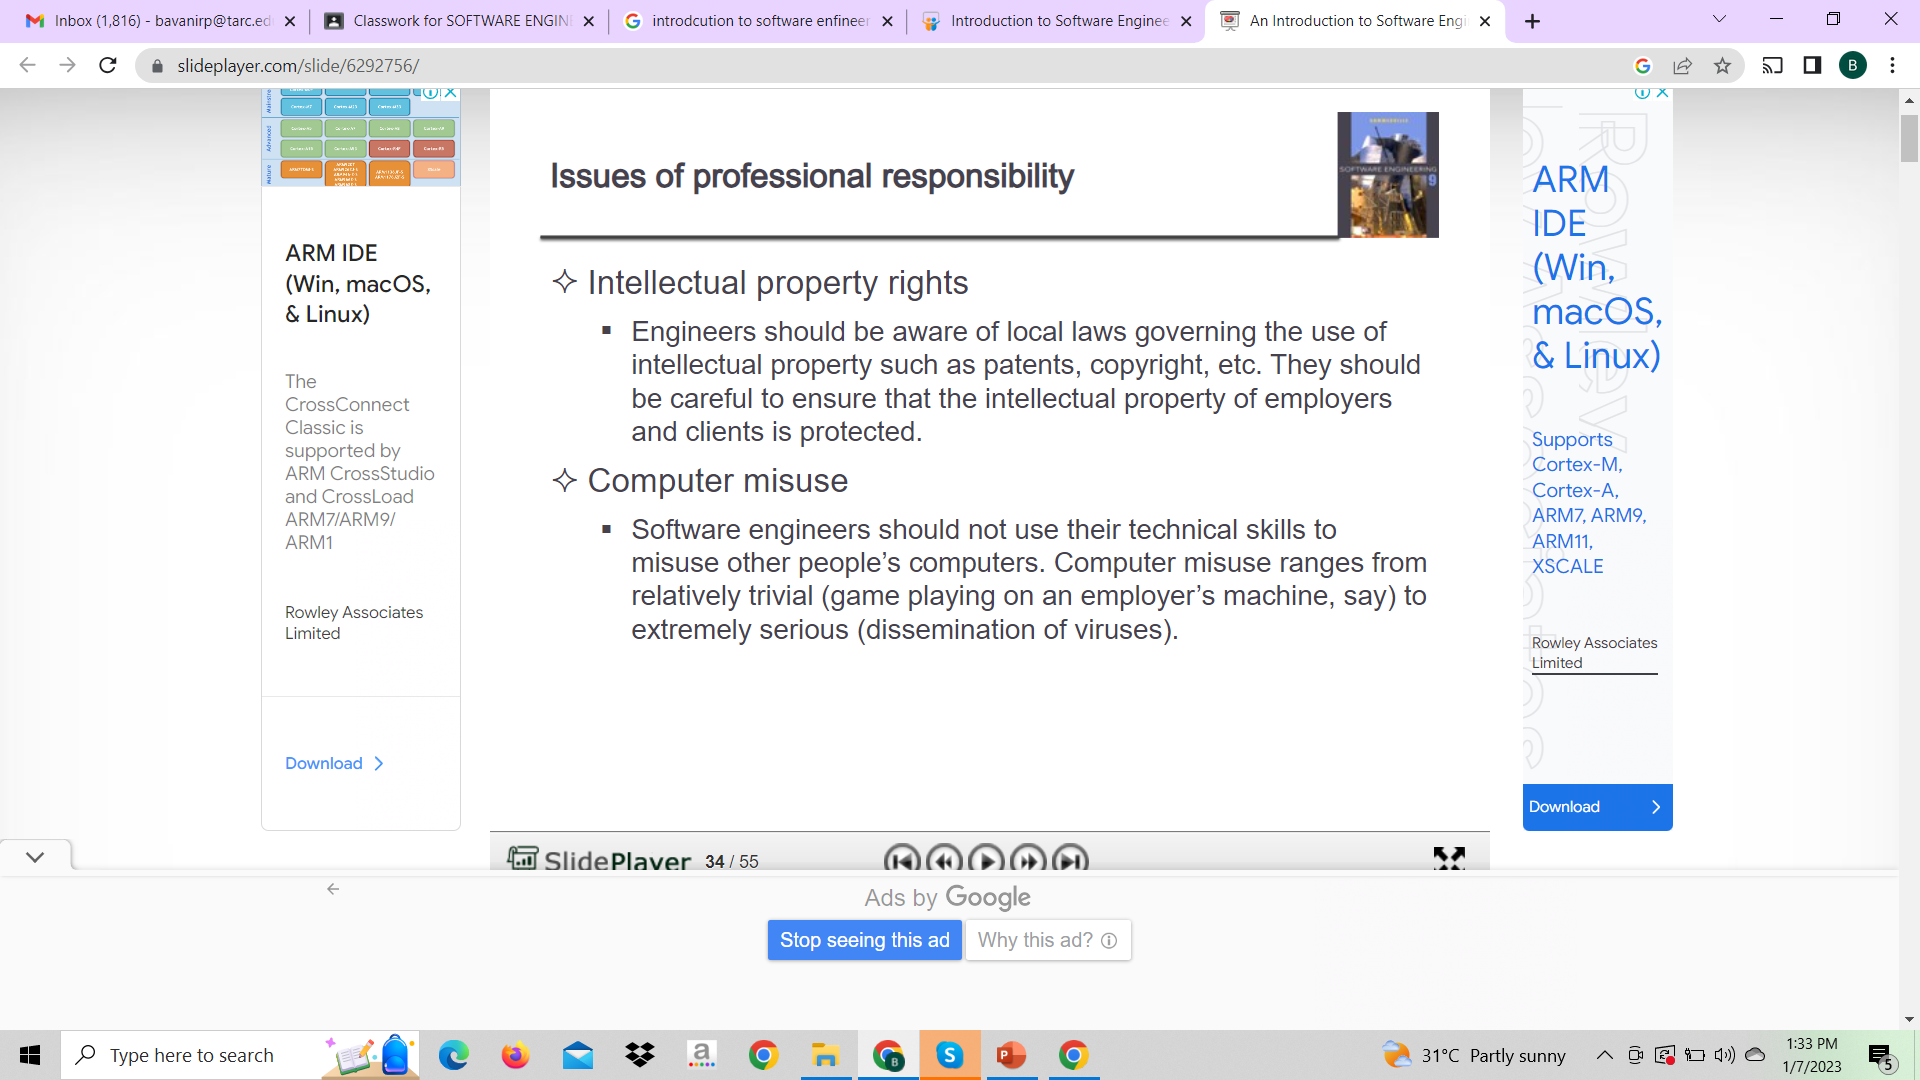 Inbox (1,816) - bavanirp@tarc.ed
Classwork for SOFTWARE ENGIN
introdcution to software enfineer
Introduction to Software Enginee
An Introduction to Software Engi
slideplayer.com/slide/6292756/
B
ARM IDE
(Win, macOS,
& Linux)
The
CrossConnect
Classic is
supported by
ARM CrossStudio
and CrossLoad
ARM7/ARM9/
ARM1
Rowley Associates
Limited
Download
Issues of professional responsibility
SOFTWARE ENGINEERING
9
Intellectual property rights
Engineers should be aware of local laws governing the use of
intellectual property such as patents, copyright, etc. They should
be careful to ensure that the intellectual property of employers
and clients is protected.
Computer misuse
Software engineers should not use their technical skills to
misuse other people’s computers. Computer misuse ranges from
relatively trivial (game playing on an employer’s machine, say) to
extremely serious (dissemination of viruses).
SlidePlayer 34 / 55
ARM
IDE
(Win,
macOS,
& Linux)
Supports
Cortex-M,
Cortex-A,
ARM7, ARM9,
ARM11,
XSCALE
Rowley Associates
Limited
Download
Ads by Google
Stop seeing this ad
Why this ad?
Type here to search
31°C Partly sunny
1:33 PM
1/7/2023
5